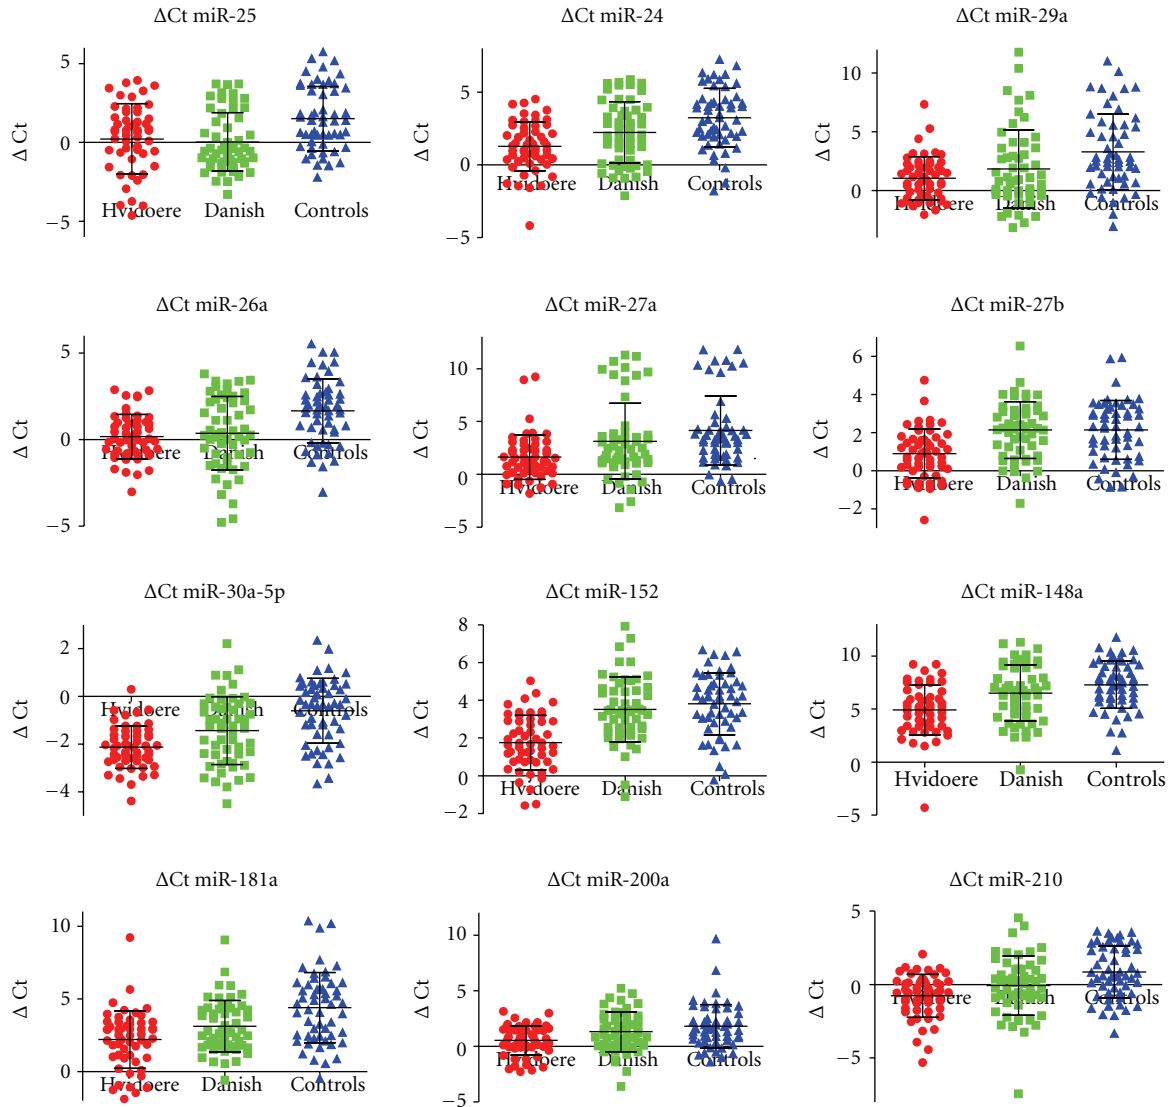 ΔCt miR-25
ΔCt miR-24
ΔCt miR-29a
5
0
−5
Δ Ct
Hvidoere Danish Controls
5
0
−5
Δ Ct
Hvidoere Danish Controls
10
5
0
Δ Ct
Hvidoere Danish Controls
ΔCt miR-26a
ΔCt miR-27a
ΔCt miR-27b
5
0
−5
Δ Ct
Hvidoere Danish Controls
10
5
0
−5
Δ Ct
Hvidoere Danish Controls
6
4
2
0
−2
Δ Ct
Hvidoere Danish Controls
ΔCt miR-30a-5p
ΔCt miR-152
ΔCt miR-148a
2
0
−2
−4
Δ Ct
Hvidoere Danish Controls
8
6
4
2
0
−2
Δ Ct
Hvidoere Danish Controls
10
5
0
−5
Δ Ct
Hvidoere Danish Controls
ΔCt miR-181a
ΔCt miR-200a
ΔCt miR-210
10
5
0
Δ Ct
Hvidoere Danish Controls
10
5
0
−5
Δ Ct
Hvidoere Danish Controls
5
0
−5
Δ Ct
Hvidoere Danish Controls